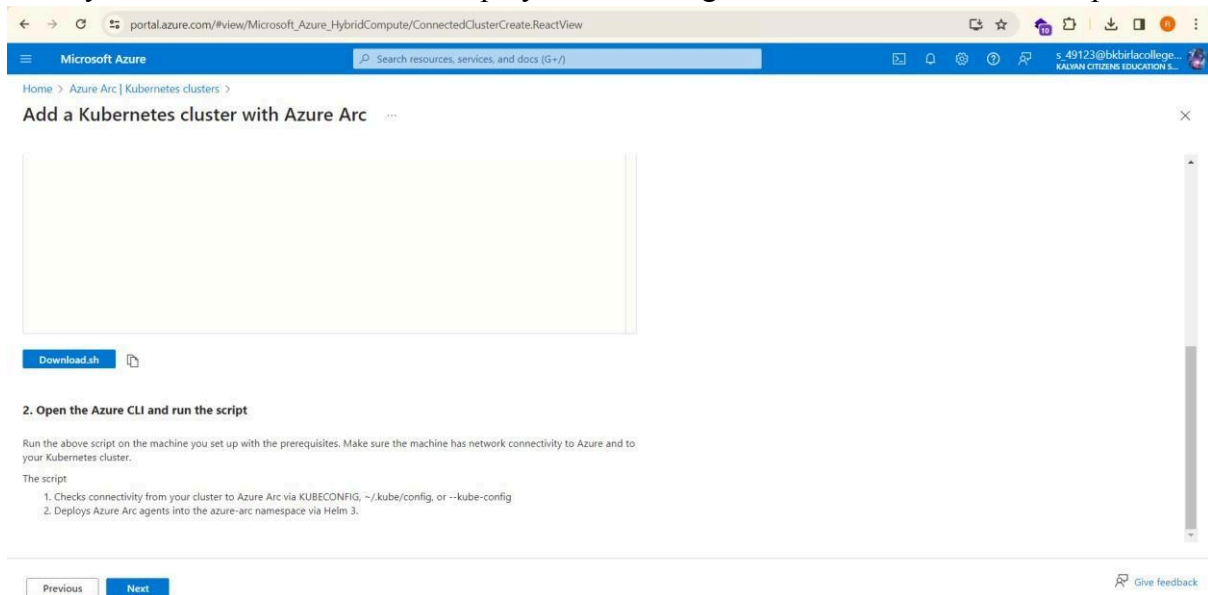 portal.azure.com/#view/Microsoft_Azure_HybridCompute/ConnectedClusterCreate.ReactView
10
R
Microsoft Azure
Search resources, services, and docs (G+/)
s_49123@bkbirlacollege...
KALYAN CITIZENS EDUCATION S...
Home > Azure Arc | Kubernetes clusters >
Add a Kubernetes cluster with Azure Arc ...
Download.sh
2. Open the Azure CLI and run the script
Run the above script on the machine you set up with the prerequisites. Make sure the machine has network connectivity to Azure and to
your Kubernetes cluster.
The script
1. Checks connectivity from your cluster to Azure Arc via KUBECONFIG, ~/.kube/config, or --kube-config
2. Deploys Azure Arc agents into the azure-arc namespace via Helm 3.
Previous
Next
Give feedback